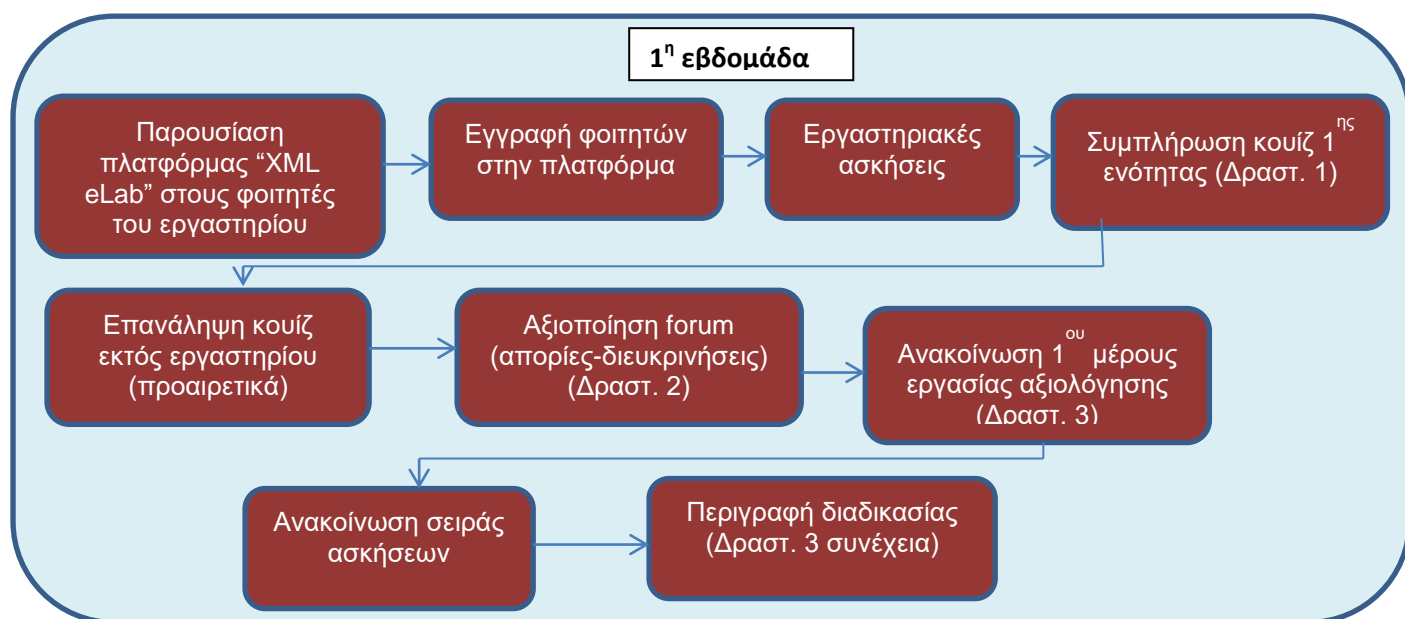 1η εβδομάδα
Παρουσίαση
πλατφόρμας “XML
eLab” στους φοιτητές
του εργαστηρίου
Εγγραφή φοιτητών
στην πλατφόρμα
Εργαστηριακές
ασκήσεις
Συμπλήρωση κουίζ 1ης
ενότητας (Δραστ. 1)
Επανάληψη κουίζ
εκτός εργαστηρίου
(προαιρετικά)
Αξιοποίηση forum
(απορίες-διευκρινήσεις)
(Δραστ. 2)
Ανακοίνωση 1ου μέρους
εργασίας αξιολόγησης
(Δραστ. 3)
Ανακοίνωση σειράς
ασκήσεων
Περιγραφή διαδικασίας
(Δραστ. 3 συνέχεια)